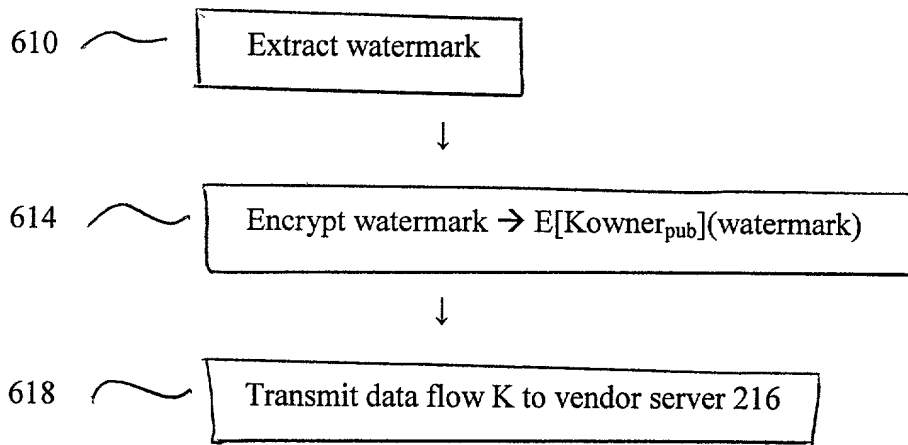 610 Extract watermark
↓
614 Encrypt watermark → E[Kowner_pub](watermark)
↓
618 Transmit data flow K to vendor server 216